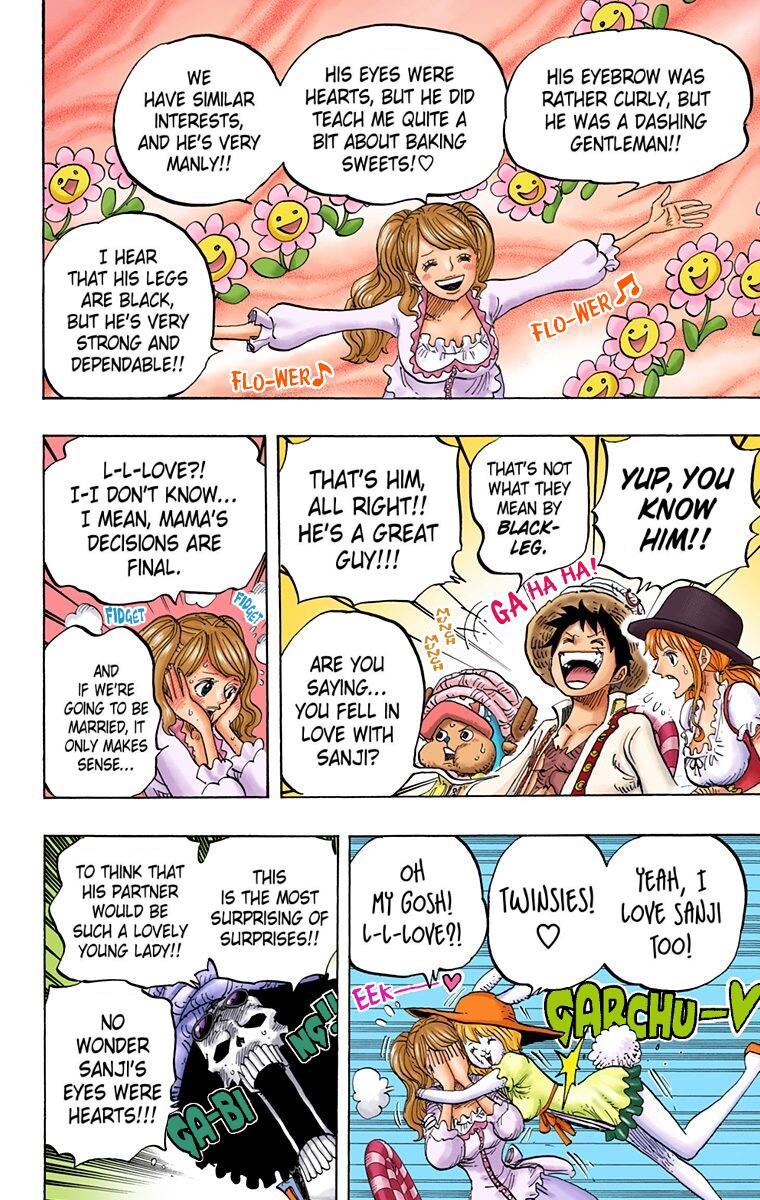 HIS EYEBROW WAS
RATHER CURLY, BUT
HE WAS A DASHING
GENTLEMAN!!
HIS EYES WERE
HEARTS, BUT HE DID
TEACH ME QUITE A
BIT ABOUT BAKING
SWEETS!♡
WE
HAVE SIMILAR
INTERESTS,
AND HE'S VERY
MANLY!!
I HEAR
THAT HIS LEGS
ARE BLACK,
BUT HE'S VERY
STRONG AND
DEPENDABLE!!
FLO-WER♫
FLO-WER♪
YUP, YOU
KNOW
HIM!!
THAT'S NOT
WHAT THEY
MEAN BY
BLACK-
LEG.
THAT'S HIM,
ALL RIGHT!!
HE'S A GREAT
GUY!!!
GA HA HA!
MUNCH
MUNCH
ARE YOU
SAYING...
YOU FELL IN
LOVE WITH
SANJI?
L-L-LOVE?!
I-I DON'T KNOW...
I MEAN, MAMA'S
DECISIONS ARE
FINAL.
FIDGET
FIDGET
AND
IF WE'RE
GOING TO BE
MARRIED, IT
ONLY MAKES
SENSE...
YEAH, I
LOVE SANJI
TOO!
TWINSIES!
♡
OH
MY GOSH!
L-L-LOVE?!
EEK—♥
GARCHU-V
THIS
IS THE MOST
SURPRISING OF
SURPRISES!!
TO THINK THAT
HIS PARTNER
WOULD BE
SUCH A LOVELY
YOUNG LADY!!
NO
WONDER
SANJI'S
EYES WERE
HEARTS!!!
GA-BI
NG!!